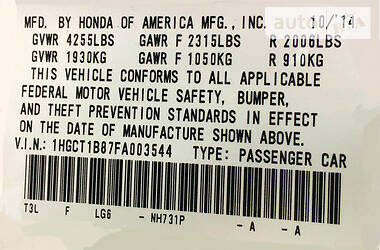 MFD. BY HONDA OF AMERICA MFG., INC. 10/'14
GVWR 4255LBS GAWR F 2315LBS R 2006LBS
GVWR 1930KG GAWR F 1050KG R 910KG
THIS VEHICLE CONFORMS TO ALL APPLICABLE
FEDERAL MOTOR VEHICLE SAFETY, BUMPER,
AND THEFT PREVENTION STANDARDS IN EFFECT
ON THE DATE OF MANUFACTURE SHOWN ABOVE.
V.I.N.: 1HGCT1B87FA003544 TYPE: PASSENGER CAR
T3L F LG6 - NH731P - A - A